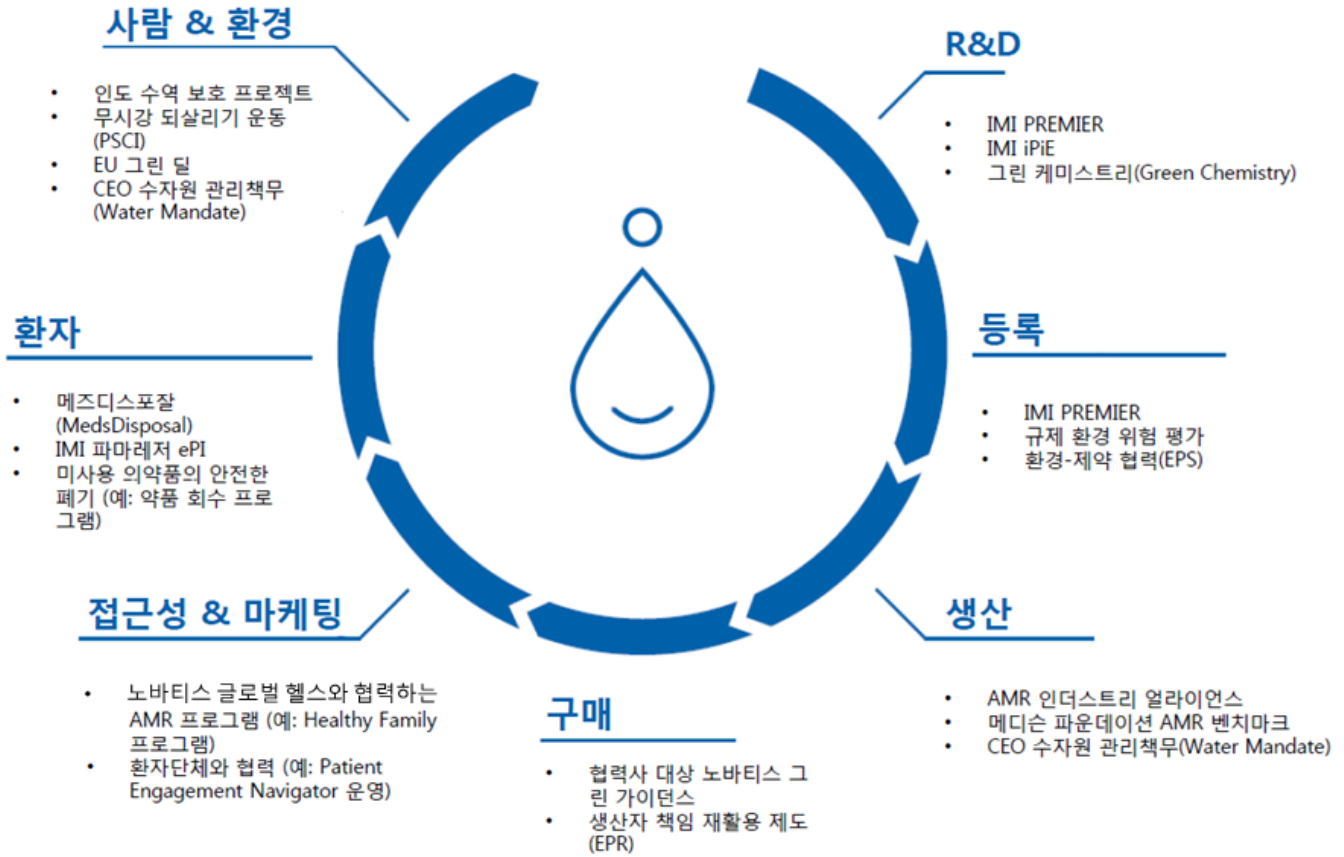 사람 & 환경
• 인도 수역 보호 프로젝트
• 무시강 되살리기 운동
(PSCI)
• EU 그린 딜
• CEO 수자원 관리책무
(Water Mandate)
R&D
• IMI PREMIER
• IMI iPiE
• 그린 케미스트리(Green Chemistry)
환자
• 메즈디스포잘
(MedsDisposal)
• IMI 파마레저 ePI
• 미사용 의약품의 안전한
폐기 (예: 약품 회수 프로
그램)
등록
• IMI PREMIER
• 규제 환경 위험 평가
• 환경-제약 협력(EPS)
접근성 & 마케팅
• 노바티스 글로벌 헬스와 협력하는
AMR 프로그램 (예: Healthy Family
프로그램)
• 환자단체와 협력 (예: Patient
Engagement Navigator 운영)
구매
• 협력사 대상 노바티스 그
린 가이던스
• 생산자 책임 재활용 제도
(EPR)
생산
• AMR 인더스트리 얼라이언스
• 메디슨 파운데이션 AMR 벤치마크
• CEO 수자원 관리책무(Water Mandate)